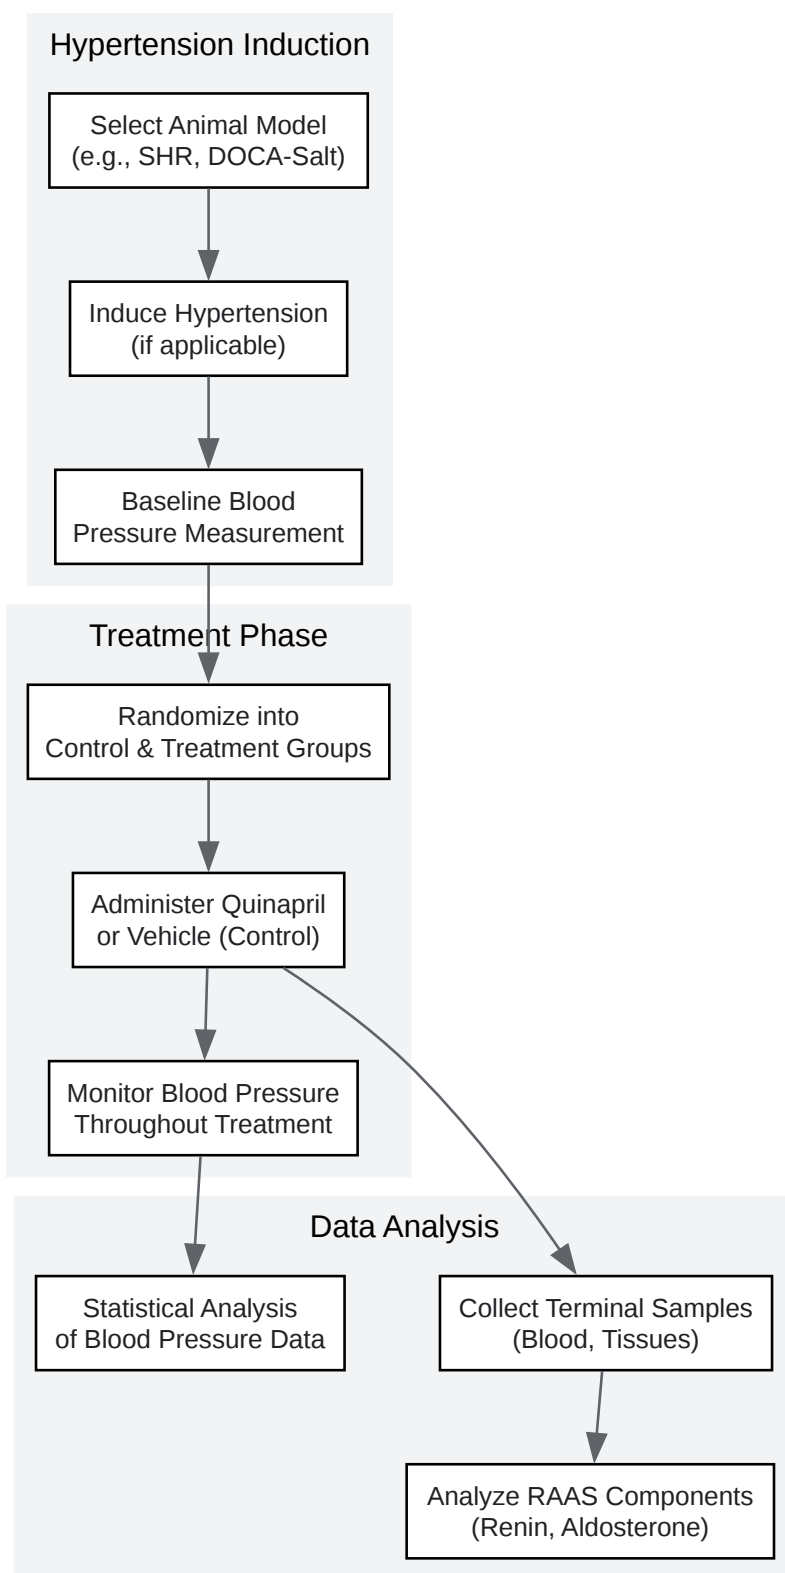 Hypertension Induction
Select Animal Model
(e.g., SHR, DOCA-Salt)
Induce Hypertension
(if applicable)
Baseline Blood
Pressure Measurement
Treatment Phase
Randomize into
Control & Treatment Groups
Administer Quinapril
or Vehicle (Control)
Monitor Blood Pressure
Throughout Treatment
Data Analysis
Statistical Analysis
of Blood Pressure Data
Collect Terminal Samples
(Blood, Tissues)
Analyze RAAS Components
(Renin, Aldosterone)